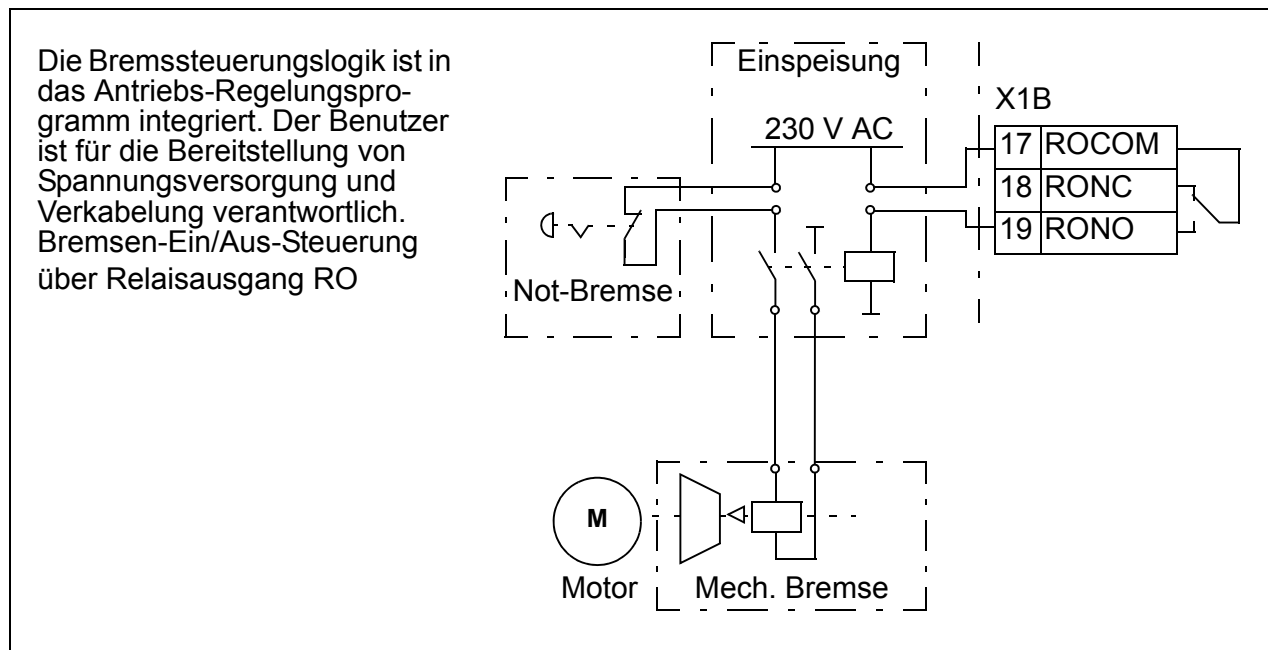 Die Bremssteuerungslogik ist in
das Antriebs-Regelungspro-
gramm integriert. Der Benutzer
ist für die Bereitstellung von
Spannungsversorgung und
Verkabelung verantwortlich.
Bremsen-Ein/Aus-Steuerung
über Relaisausgang RO
Einspeisung
230 V AC
X1B
17 ROCOM
18 RONC
19 RONO
Not-Bremse
M
Motor
Mech. Bremse